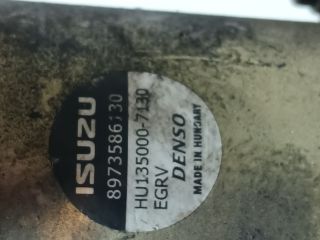 ISUZU
8973586130
HU135000-7130
EGRV
DENSO
MADE IN HUNGARY